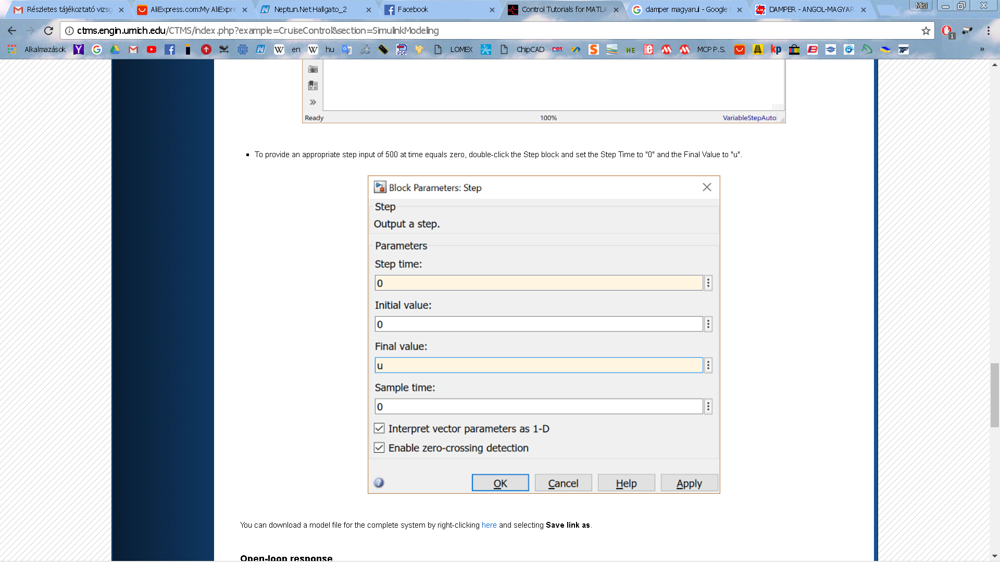 Részletes tájékoztató vizsg
AliExpress.com:My AliExpre
Neptun.Net Hallgato_2
Facebook
Control Tutorials for MATLA
damper magyarul - Google S
DAMPER - ANGOL-MAGYAR
Misi
ctms.engin.umich.edu/CTMS/index.php?example=CruiseControl&section=SimulinkModeling
1
Alkalmazások
en
hu
LOMEX
ChipCAD
HE
MCP P.S.
kp
»
Ready
100%
VariableStepAuto
To provide an appropriate step input of 500 at time equals zero, double-click the Step block and set the Step Time to "0" and the Final Value to "u".
Block Parameters: Step
Step
Output a step.
Parameters
Step time:
0
Initial value:
0
Final value:
u
Sample time:
0
Interpret vector parameters as 1-D
Enable zero-crossing detection
OK
Cancel
Help
Apply
You can download a model file for the complete system by right-clicking here and selecting Save link as.
Open-loop response